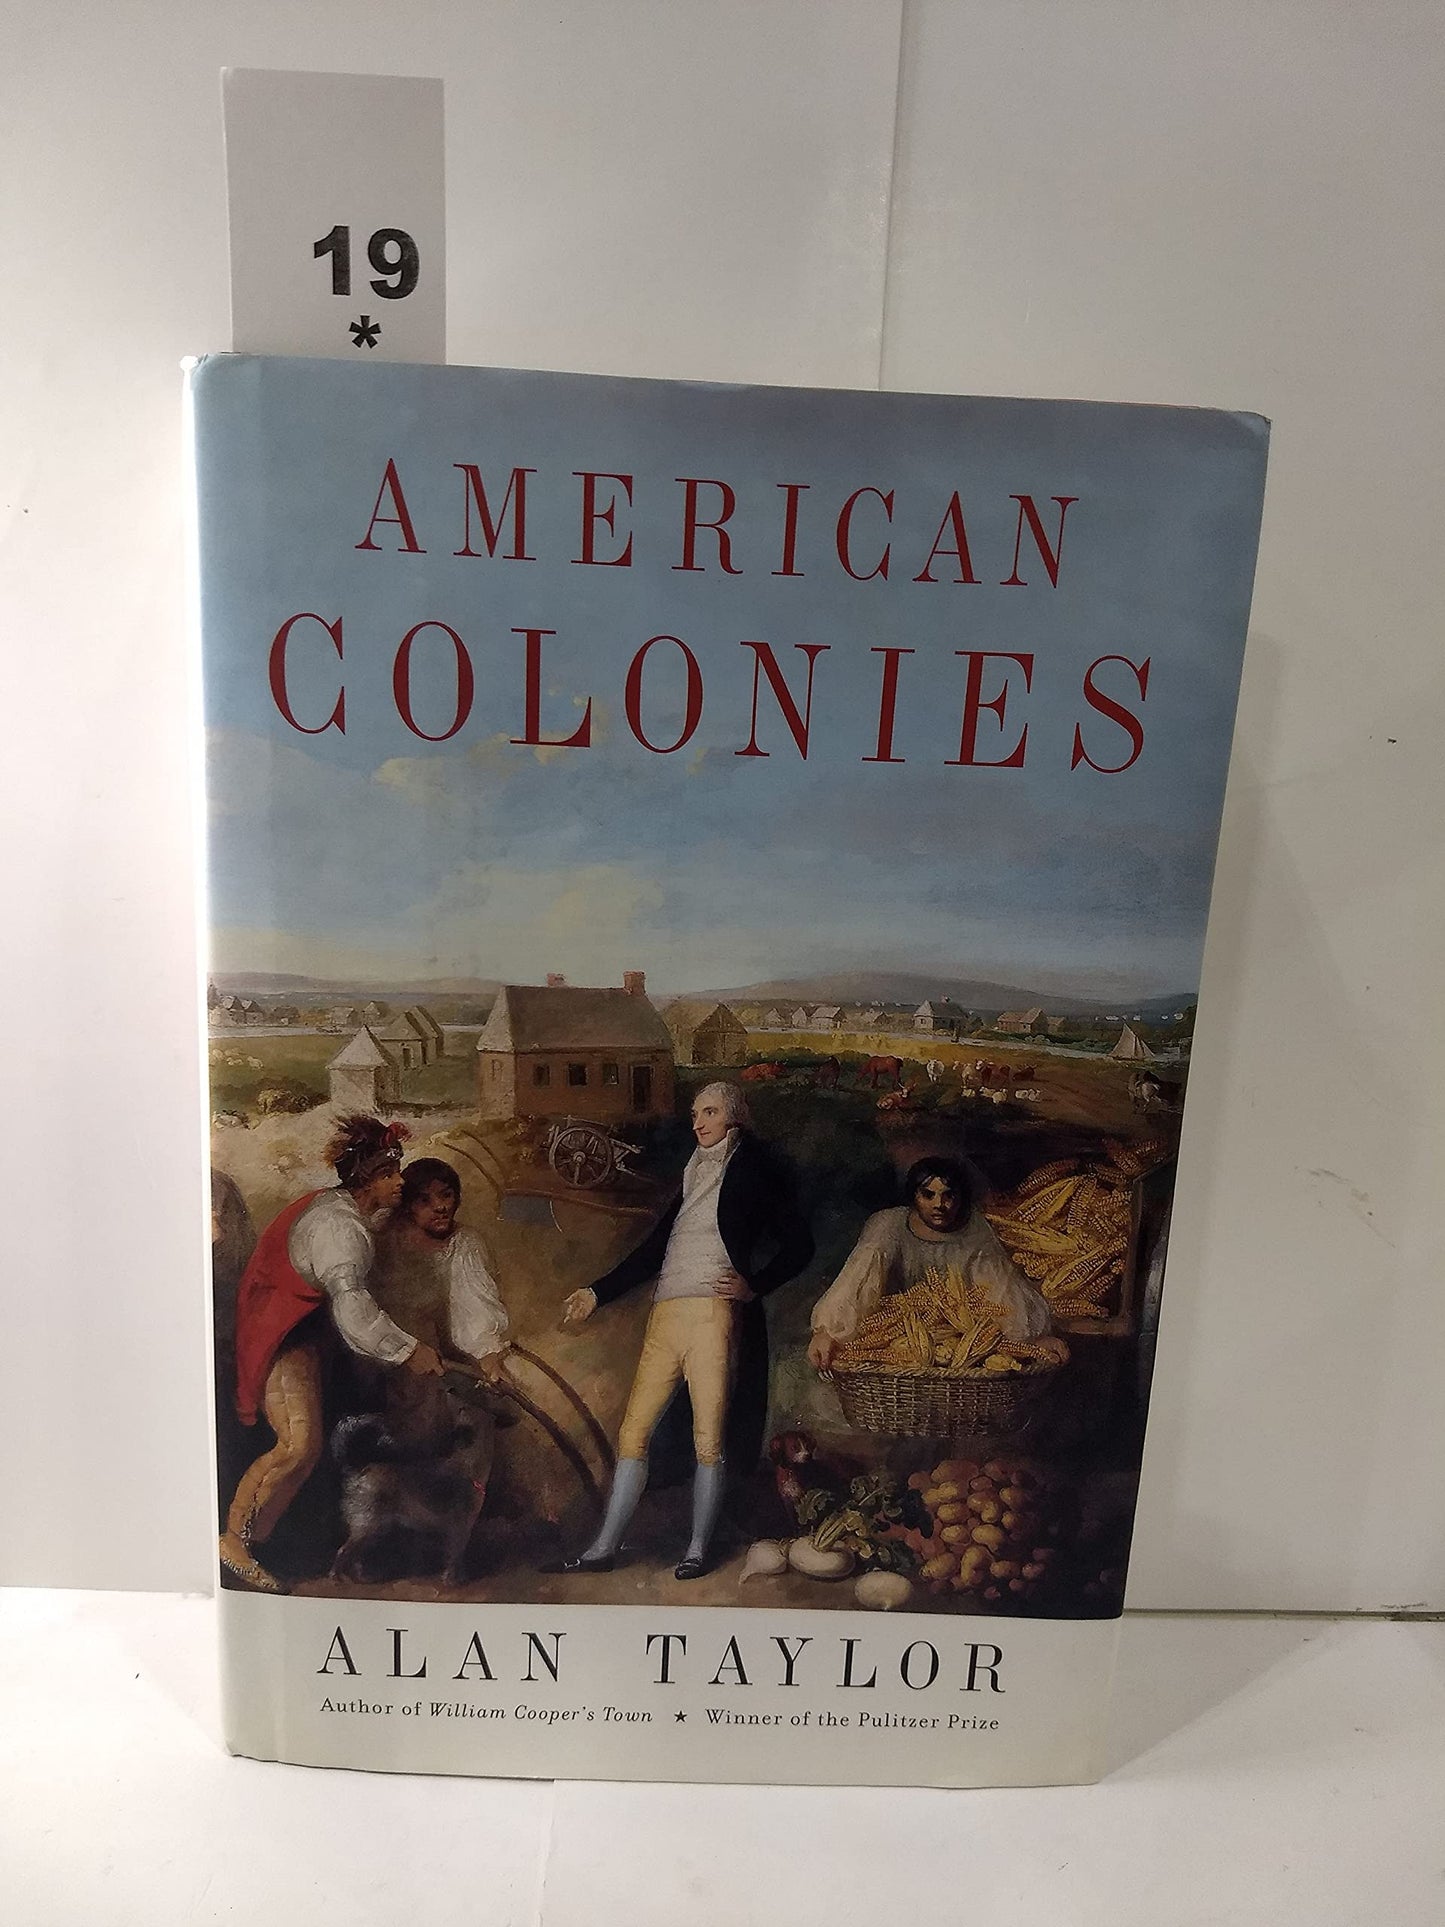 19
*
AMERICAN
COLONIES
ALAN TAYLOR
Author of William Cooper's Town ★ Winner of the Pulitzer Prize